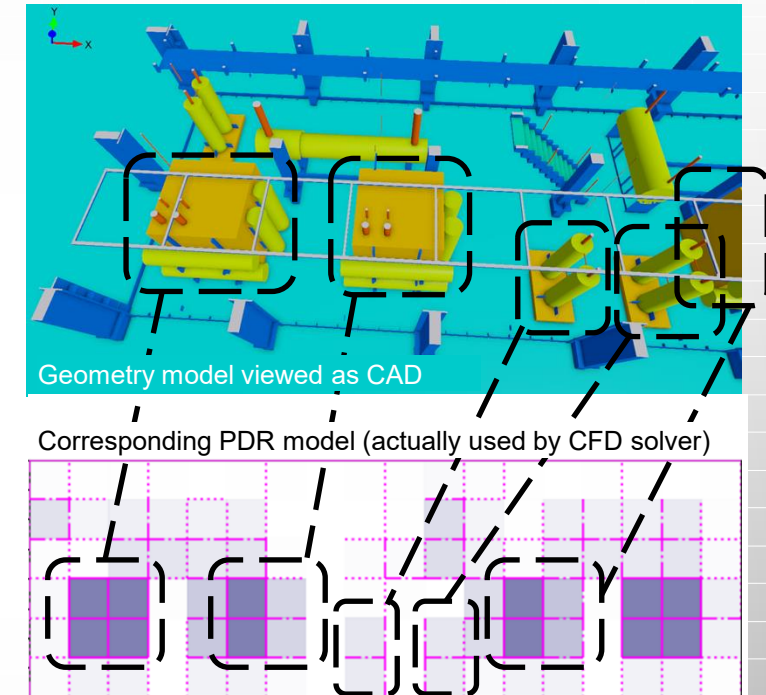 Y
X
Geometry model viewed as CAD
Corresponding PDR model (actually used by CFD solver)